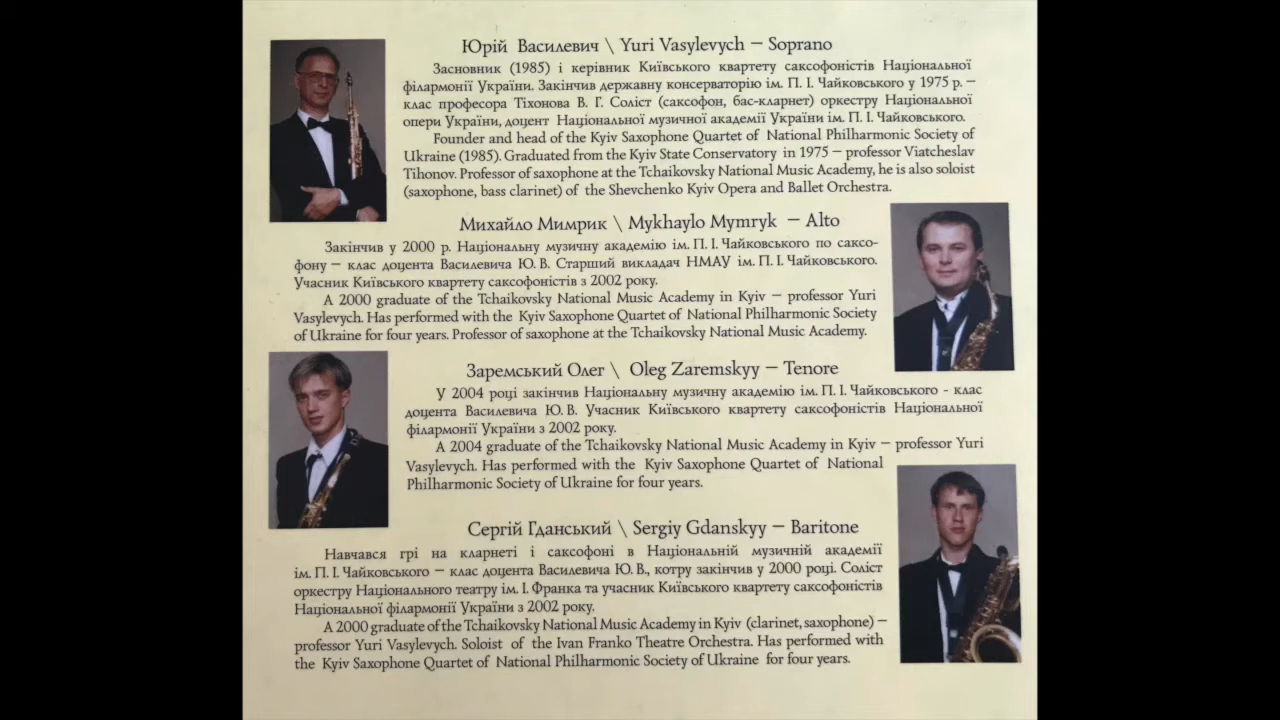 Юрій Василевич \ Yuri Vasylevych — Soprano
Засновник (1985) і керівник Київського квартету саксофоністів Національної
філармонії України. Закінчив державну консерваторію ім. П. І. Чайковського у 1975 р. —
клас професора Тіхонова В. Г. Соліст (саксофон, бас-кларнет) оркестру Національної
опери України, доцент Національної музичної академії України ім. П. І. Чайковського.
Founder and head of the Kyiv Saxophone Quartet of National Philharmonic Society of
Ukraine (1985). Graduated from the Kyiv State Conservatory in 1975 — professor Viatcheslav
Tihonov. Professor of saxophone at the Tchaikovsky National Music Academy, he is also soloist
(saxophone, bass clarinet) of the Shevchenko Kyiv Opera and Ballet Orchestra.
Михайло Мимрик \ Mykhaylo Mymryk — Alto
Закінчив у 2000 р. Національну музичну академію ім. П. І. Чайковського по саксо-
фону — клас доцента Василевича Ю. В. Старший викладач НМАУ ім. П. І. Чайковського.
Учасник Київського квартету саксофоністів з 2002 року.
A 2000 graduate of the Tchaikovsky National Music Academy in Kyiv — professor Yuri
Vasylevych. Has performed with the Kyiv Saxophone Quartet of National Philharmonic Society
of Ukraine for four years. Professor of saxophone at the Tchaikovsky National Music Academy.
Заремський Олег \ Oleg Zaremskyy — Tenore
У 2004 році закінчив Національну музичну академію ім. П. І. Чайковського - клас
доцента Василевича Ю. В. Учасник Київського квартету саксофоністів Національної
філармонії України з 2002 року.
A 2004 graduate of the Tchaikovsky National Music Academy in Kyiv — professor Yuri
Vasylevych. Has performed with the Kyiv Saxophone Quartet of National
Philharmonic Society of Ukraine for four years.
Сергій Гданський \ Sergiy Gdanskyy — Baritone
Навчався грі на кларнеті і саксофоні в Національній музичній академії
ім. П. І. Чайковського — клас доцента Василевича Ю. В., котру закінчив у 2000 році. Соліст
оркестру Національного театру ім. І. Франка та учасник Київського квартету саксофоністів
Національної філармонії України з 2002 року.
A 2000 graduate of the Tchaikovsky National Music Academy in Kyiv (clarinet, saxophone) —
professor Yuri Vasylevych. Soloist of the Ivan Franko Theatre Orchestra. Has performed with
the Kyiv Saxophone Quartet of National Philharmonic Society of Ukraine for four years.